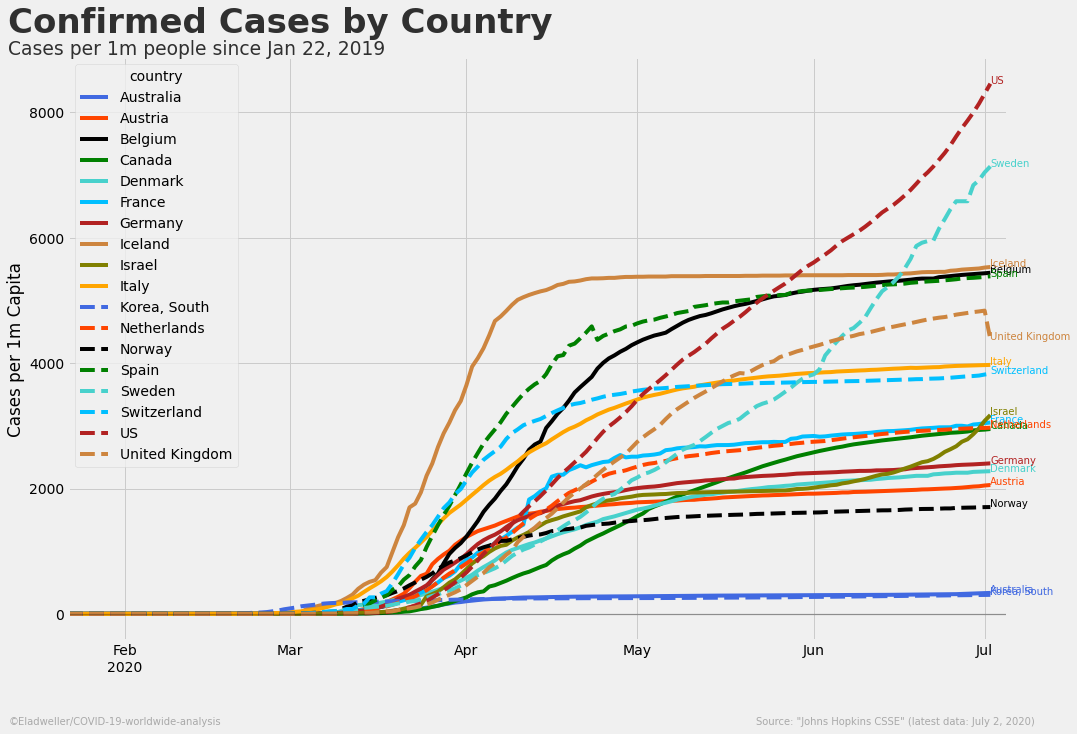 Confirmed Cases by Country
Cases per 1m people since Jan 22, 2019
country
Australia
Austria
Belgium
Canada
Denmark
France
Germany
Iceland
Israel
Italy
Korea, South
Netherlands
Norway
Spain
Sweden
Switzerland
US
United Kingdom
Cases per 1m Capita
8000
6000
4000
2000
0
US
Sweden
Iceland
Belgium
Spain
United Kingdom
Italy
Switzerland
Israel
France
Netherlands
Canada
Germany
Denmark
Austria
Norway
Australia
Korea, South
Feb Mar Apr May Jun Jul
2020
©Eladweller/COVID-19-worldwide-analysis
Source: "Johns Hopkins CSSE" (latest data: July 2, 2020)